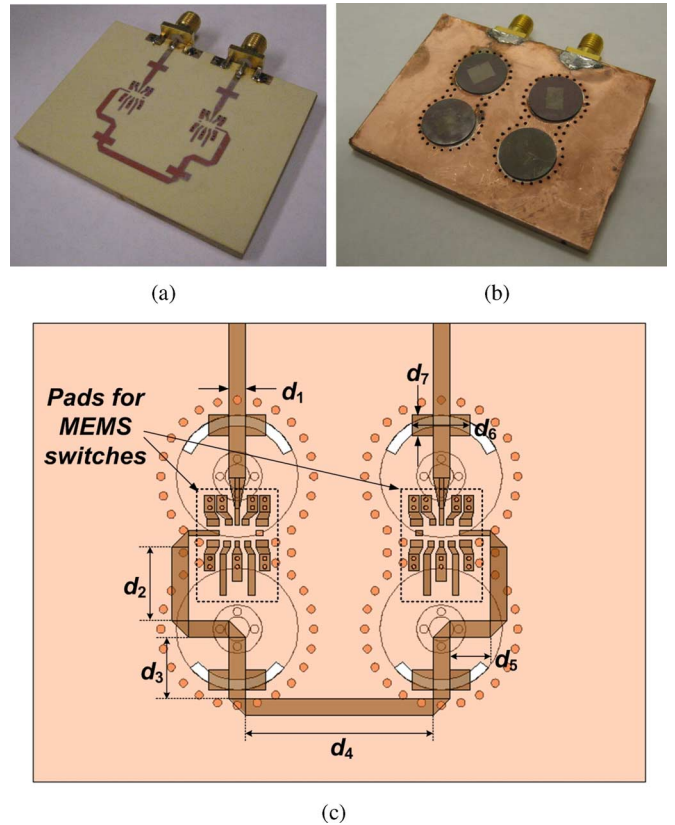 (a)
(b)
Pads for
MEMS
switches
d1
d7
d6
d2
d3
d5
d4
(c)